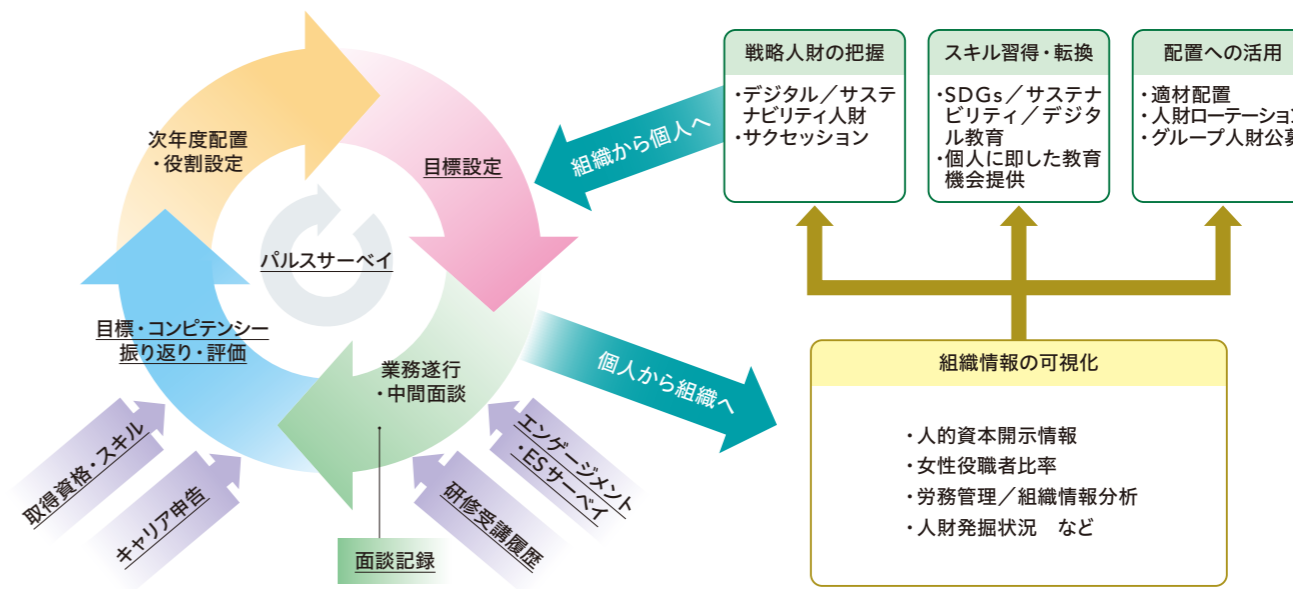 次年度配置
・役割設定
目標設定
パルスサーベイ
目標・コンピテンシー
振り返り・評価
業務遂行
・中間面談
取得資格・スキル
キャリア申告
面談記録
研修受講履歴
エンゲージメント
・ESサーベイ
組織から個人へ
個人から組織へ
戦略人財の把握
・デジタル／サステ
ナビリティ人財
・サクセッション
スキル習得・転換
・SDGs／サステナ
ビリティ／デジタ
ル教育
・個人に即した教育
機会提供
配置への活用
・適材配置
・人財ローテーション
・グループ人財公募
組織情報の可視化
・人的資本開示情報
・女性役職者比率
・労務管理／組織情報分析
・人財発掘状況　など